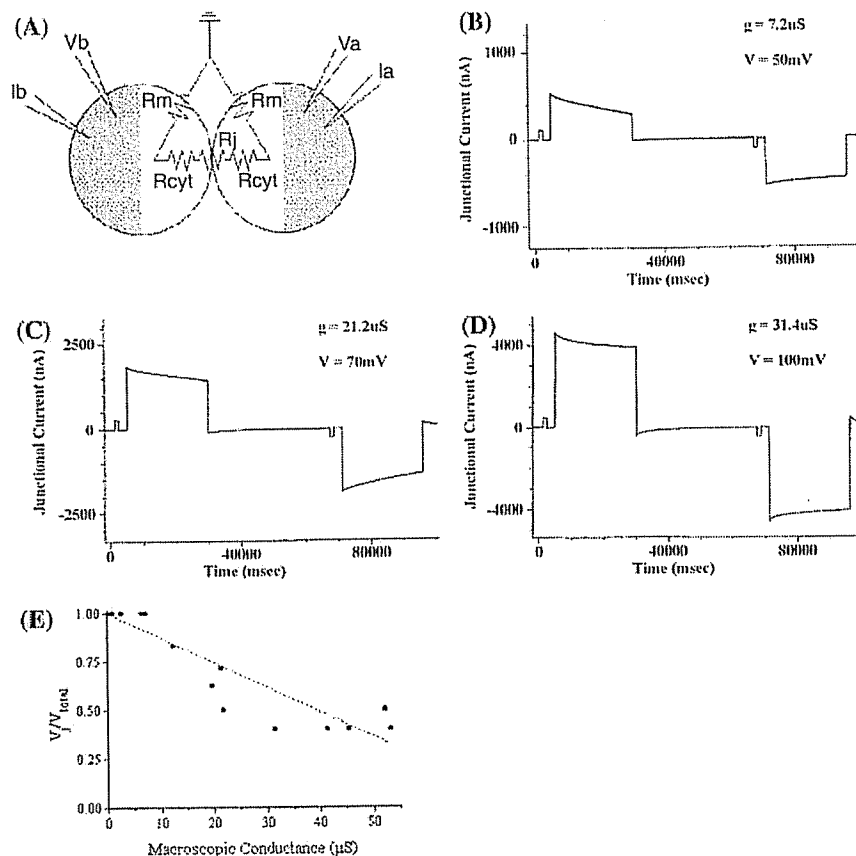 (A)
Vb
Va
Ib
Ia
Rm
Rm
Rj
Rcyt
Rcyt
(B)
g = 7.2uS
V = 50mV
Junctional Current (nA)
1000
0
-1000
0
40000
80000
Time (msec)
(C)
g = 21.2uS
V = 70mV
Junctional Current (nA)
2500
0
-2500
0
40000
80000
Time (msec)
(D)
g = 31.4uS
V = 100mV
Junctional Current (nA)
4000
0
-4000
0
40000
80000
Time (msec)
(E)
Vj/Vtotal
1.00
0.75
0.50
0.25
0.00
0
10
20
30
40
50
Macroscopic Conductance (µS)